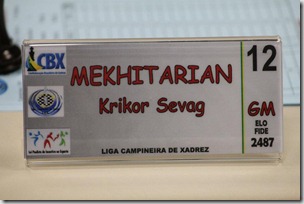 CBX
MEKHITARIAN
Krikor Sevag
12
GM
ELO
FIDE
2487
LIGA CAMPINEIRA DE XADREZ